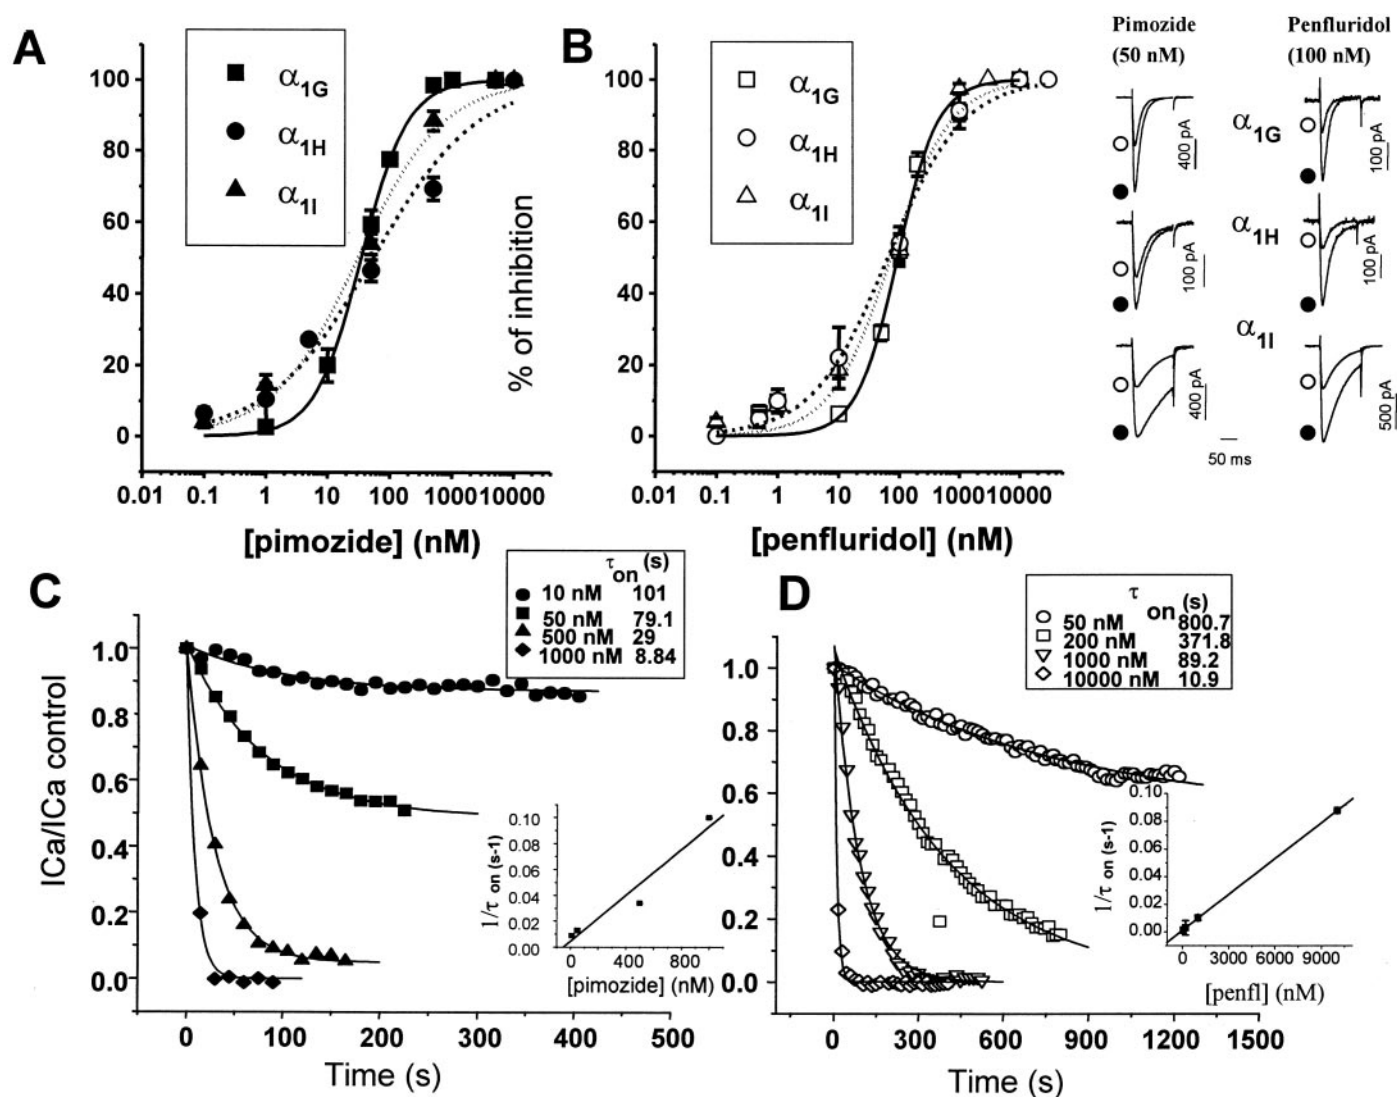 A
α1G
α1H
α1I
100
80
60
40
20
0
0.01 0.1 1 10 100 1000 10000
[pimozide] (nM)
% of inhibition
B
α1G
α1H
α1I
100
80
60
40
20
0
0.01 0.1 1 10 100 1000 10000
[penfluridol] (nM)
Pimozide
(50 nM)
Penfluridol
(100 nM)
α1G
400 pA
100 pA
α1H
100 pA
100 pA
α1I
400 pA
500 pA
50 ms
C
τon (s)
10 nM 101
50 nM 79.1
500 nM 29
1000 nM 8.84
ICa/ICa control
1.0
0.8
0.6
0.4
0.2
0.0
0 100 200 300 400 500
Time (s)
1/τ on (s-1)
0.10
0.08
0.06
0.04
0.02
0.00
0 400 800
[pimozide] (nM)
D
τ on (s)
50 nM 800.7
200 nM 371.8
1000 nM 89.2
10000 nM 10.9
1.0
0.8
0.6
0.4
0.2
0.0
0 300 600 900 1200 1500
Time (s)
1/τ on (s-1)
0.10
0.08
0.06
0.04
0.02
0.00
0 30000 60000 90000
[penfl] (nM)